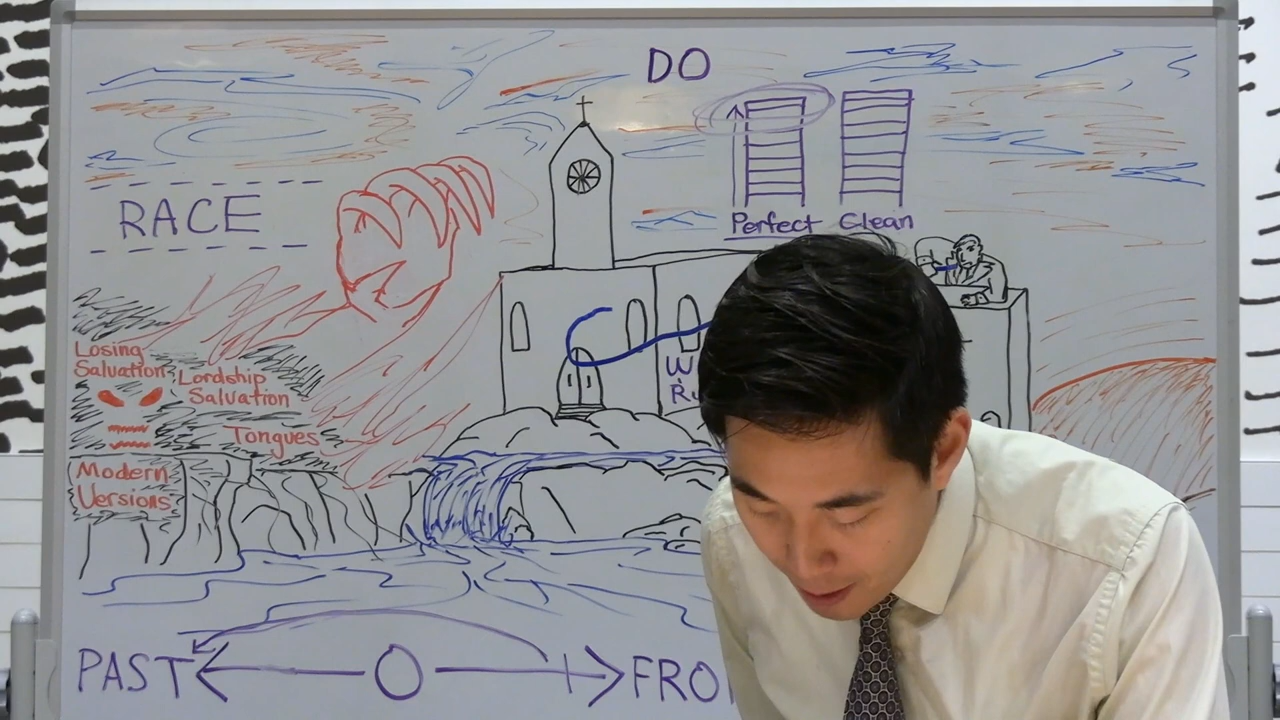 DO
RACE
Perfect Clean
Losing
Salvation
Lordship
Salvation
Tongues
Modern
Versions
PAST O